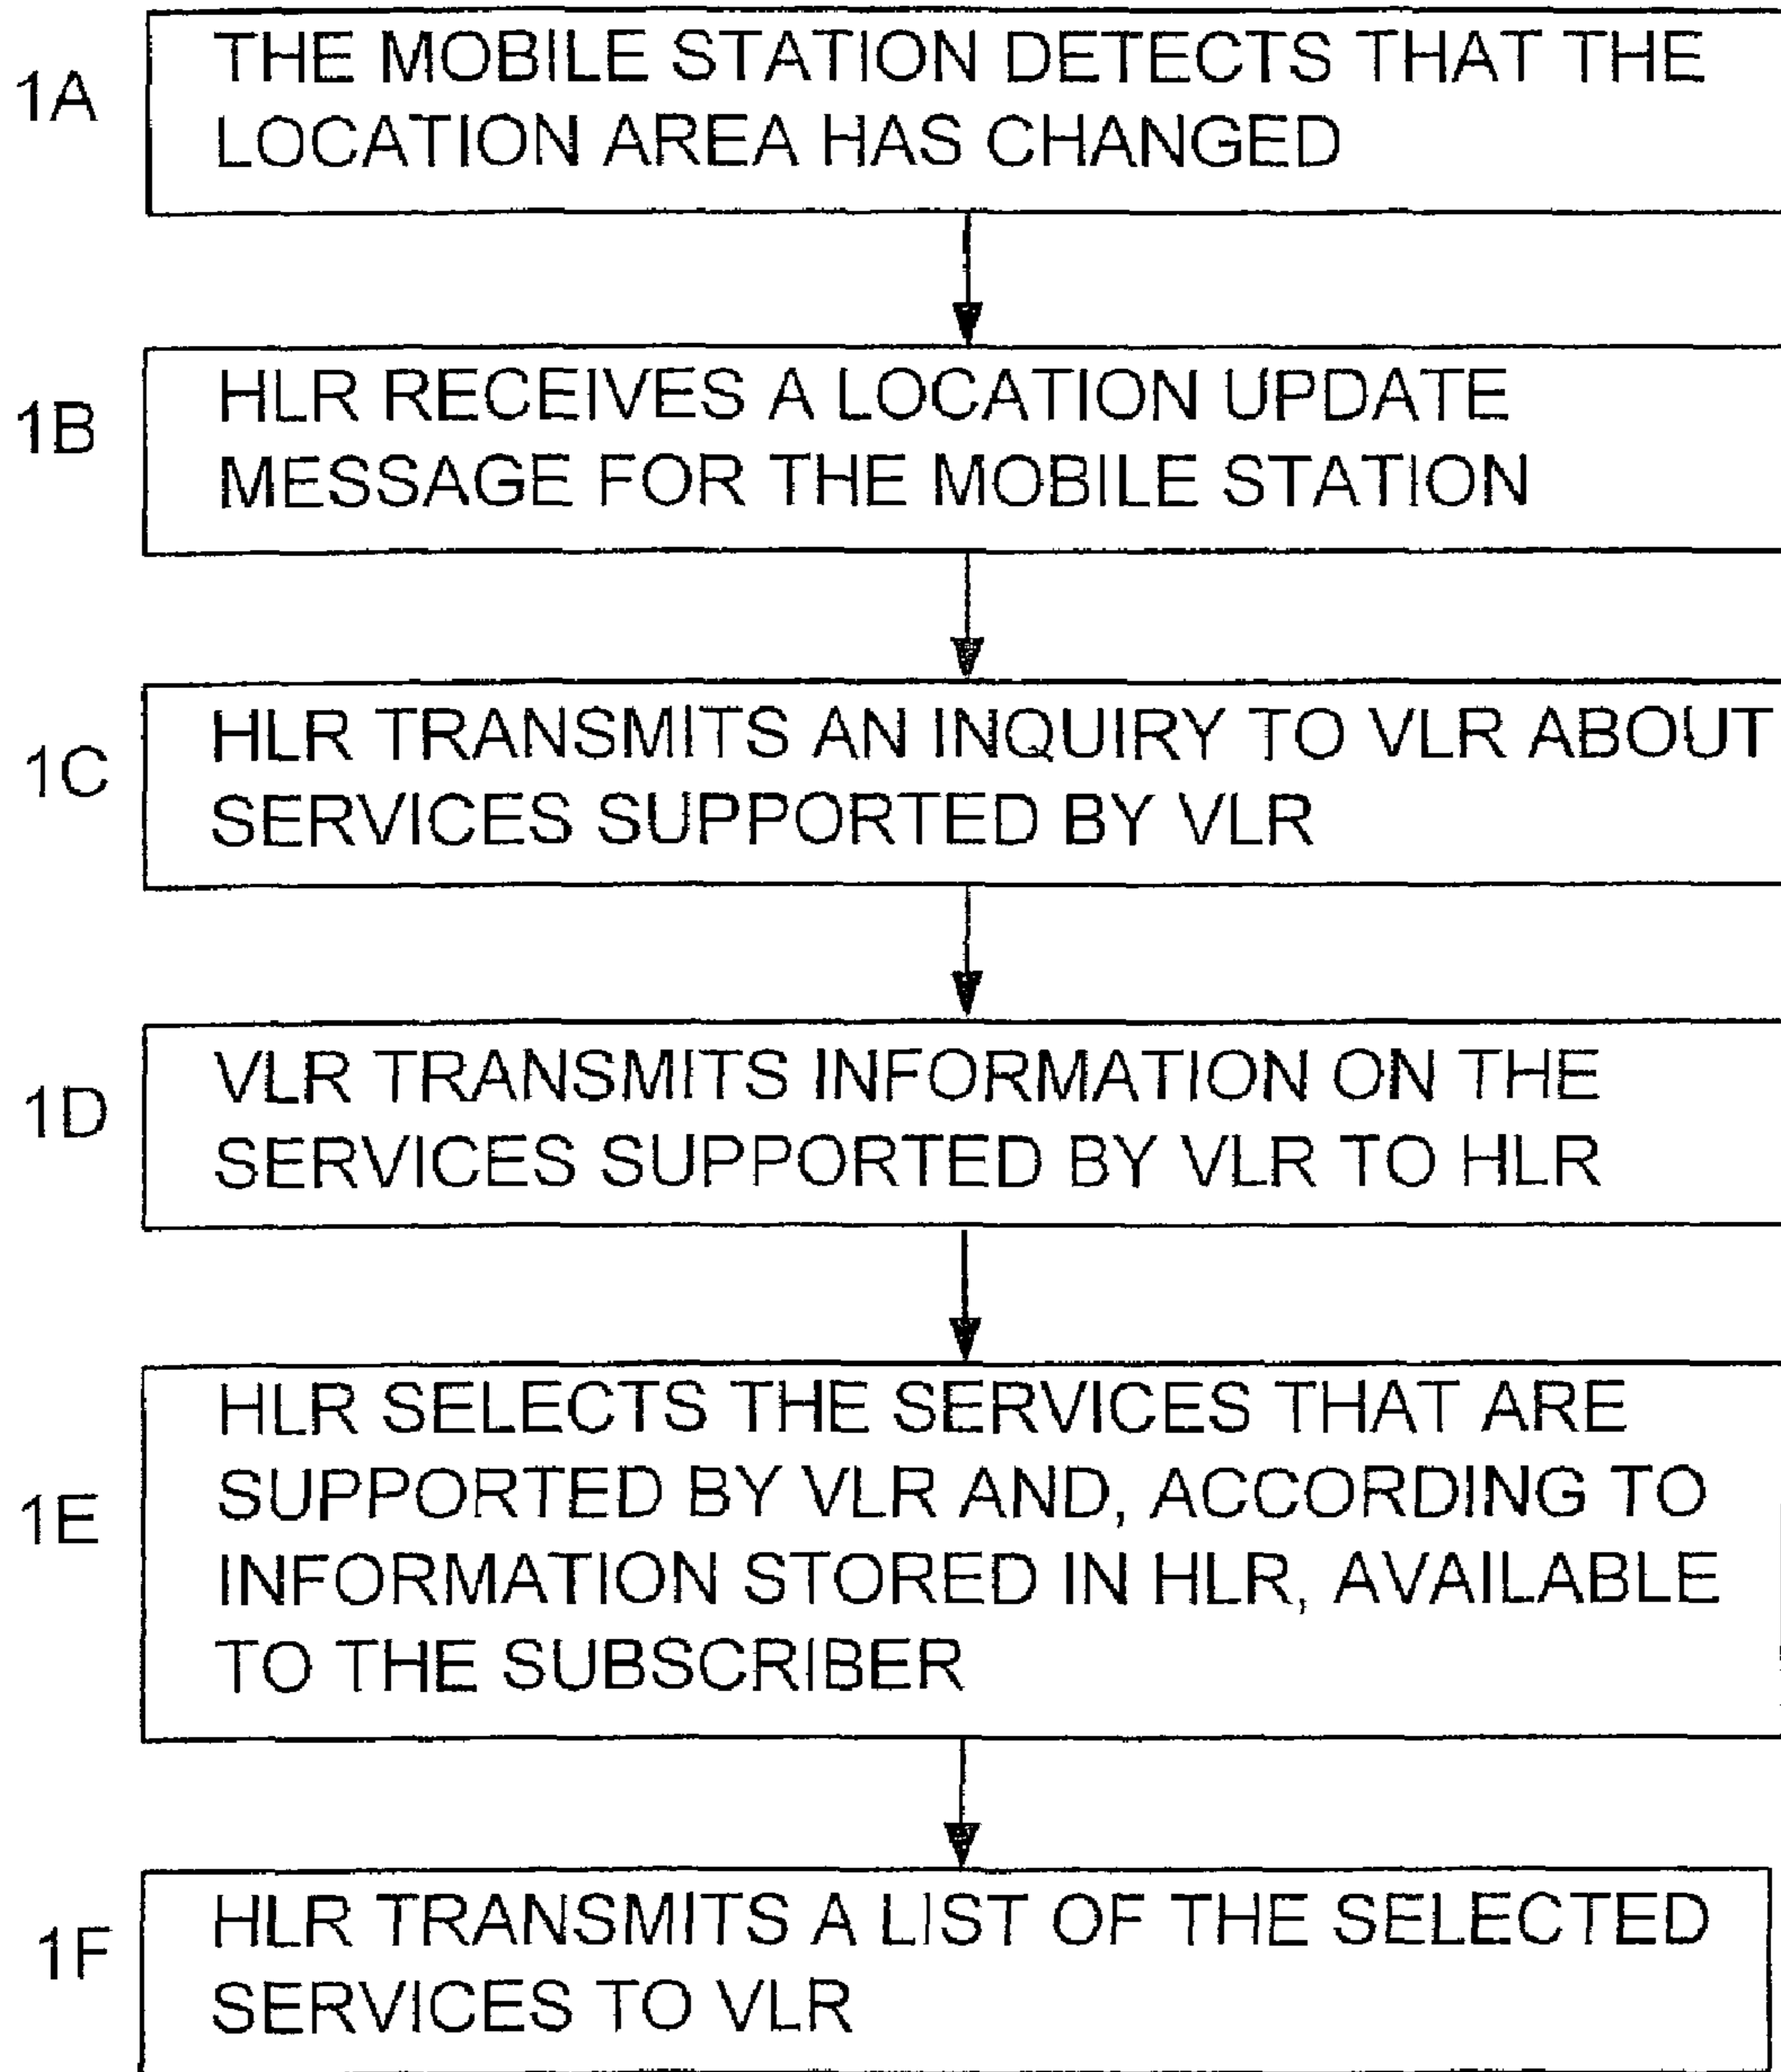 1A
THE MOBILE STATION DETECTS THAT THE
LOCATION AREA HAS CHANGED
1B
HLR RECEIVES A LOCATION UPDATE
MESSAGE FOR THE MOBILE STATION
1C
HLR TRANSMITS AN INQUIRY TO VLR ABOUT
SERVICES SUPPORTED BY VLR
1D
VLR TRANSMITS INFORMATION ON THE
SERVICES SUPPORTED BY VLR TO HLR
1E
HLR SELECTS THE SERVICES THAT ARE
SUPPORTED BY VLR AND, ACCORDING TO
INFORMATION STORED IN HLR, AVAILABLE
TO THE SUBSCRIBER
1F
HLR TRANSMITS A LIST OF THE SELECTED
SERVICES TO VLR